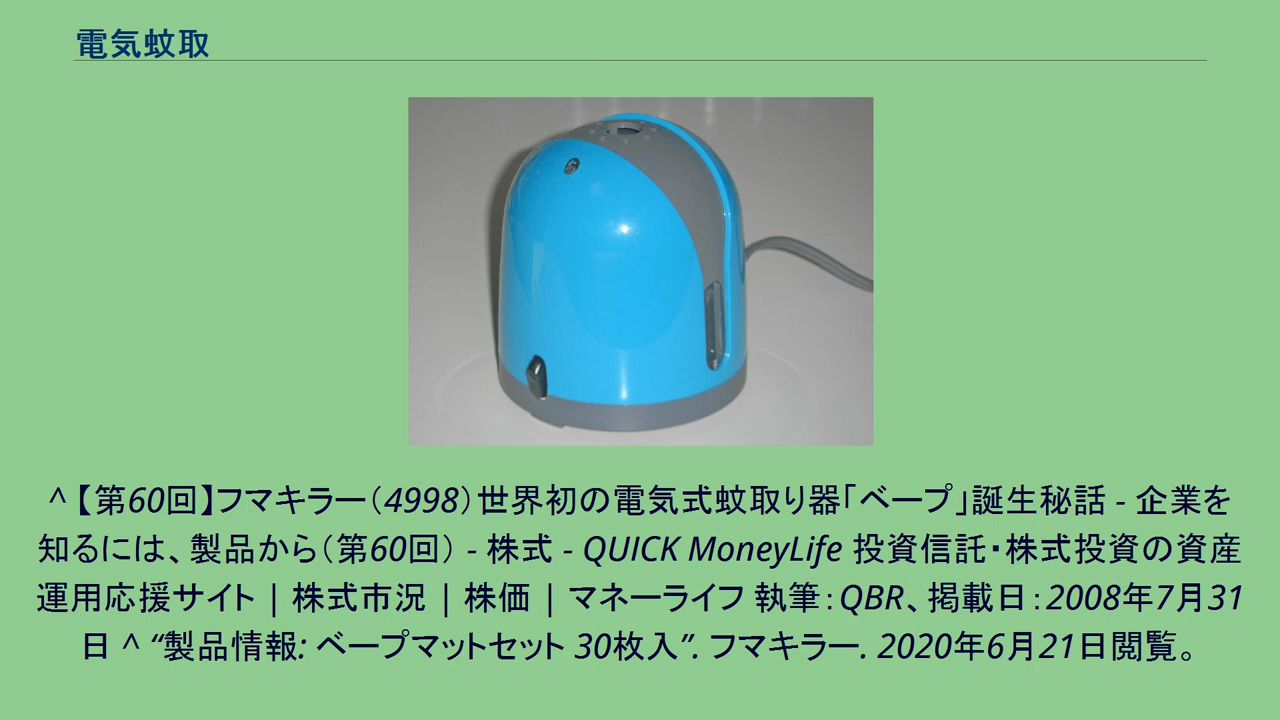 電気蚊取
^ 【第60回】フマキラー（4998）世界初の電気式蚊取り器「ベープ」誕生秘話 - 企業を
知るには、製品から（第60回） - 株式 - QUICK MoneyLife 投資信託・株式投資の資産
運用応援サイト | 株式市況 | 株価 | マネーライフ 執筆：QBR、掲載日：2008年7月31
日 ^ “製品情報: ベープマットセット 30枚入”. フマキラー. 2020年6月21日閲覧。